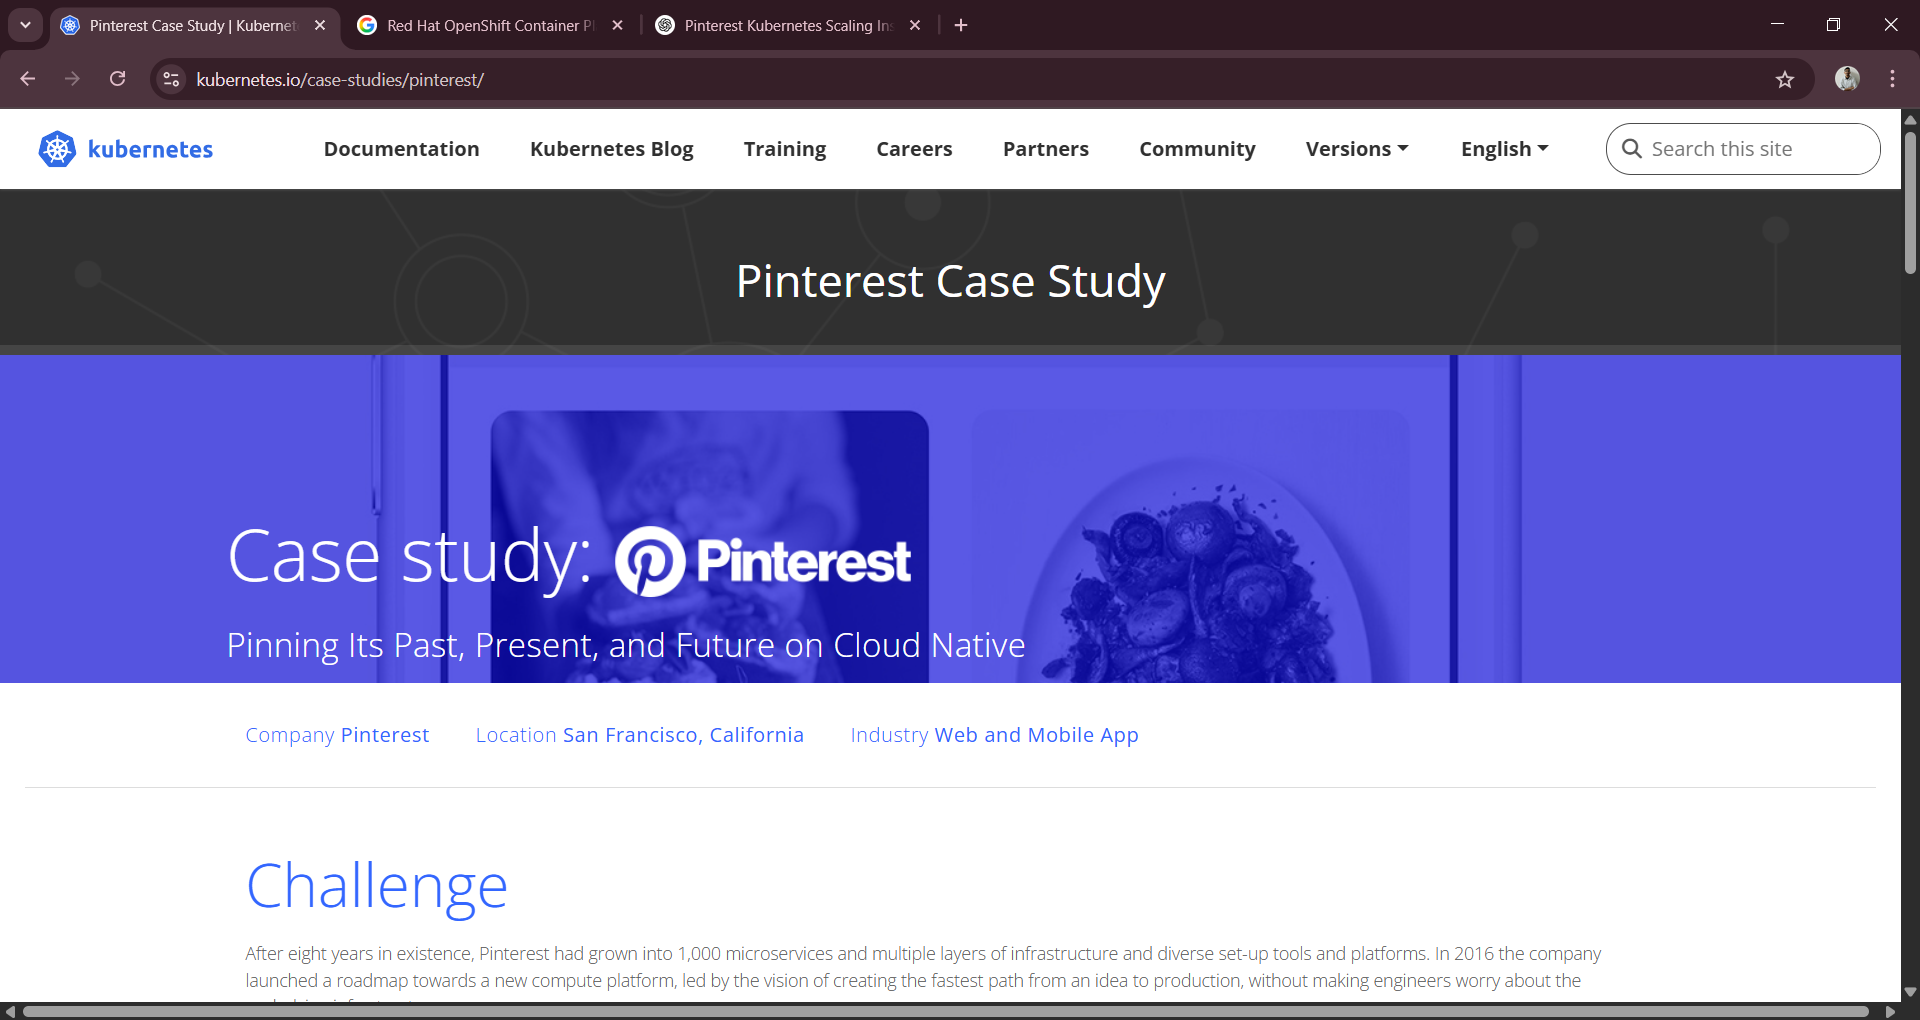 Pinterest Case Study | Kubernet
Red Hat OpenShift Container Pl
Pinterest Kubernetes Scaling Ins
kubernetes.io/case-studies/pinterest/
kubernetes
Documentation
Kubernetes Blog
Training
Careers
Partners
Community
Versions
English
Search this site
Pinterest Case Study
Case study: Pinterest
Pinning Its Past, Present, and Future on Cloud Native
Company Pinterest
Location San Francisco, California
Industry Web and Mobile App
Challenge
After eight years in existence, Pinterest had grown into 1,000 microservices and multiple layers of infrastructure and diverse set-up tools and platforms. In 2016 the company
launched a roadmap towards a new compute platform, led by the vision of creating the fastest path from an idea to production, without making engineers worry about the